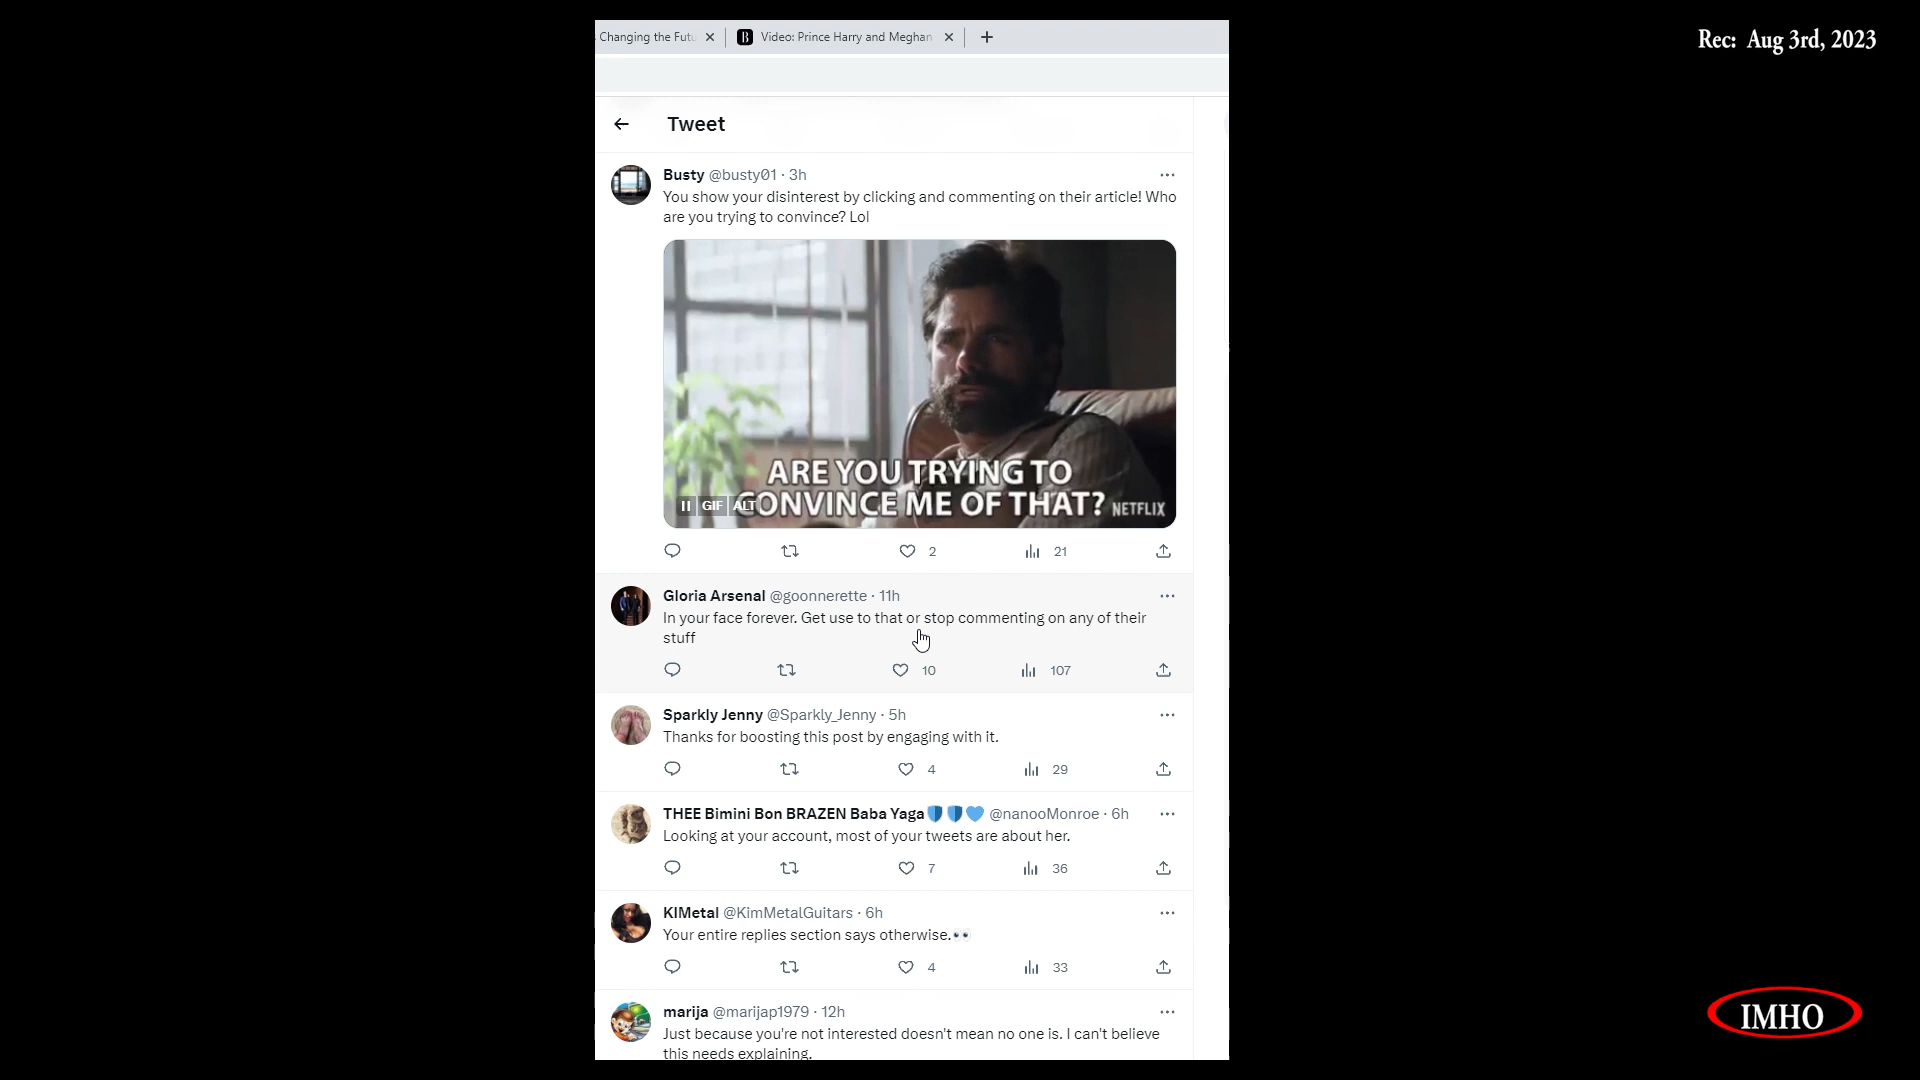 Changing the Futu
Video: Prince Harry and Meghan
Rec: Aug 3rd, 2023
Tweet
Busty @busty01 · 3h
You show your disinterest by clicking and commenting on their article! Who
are you trying to convince? Lol
ARE YOU TRYING TO
CONVINCE ME OF THAT?
GIF ALT
NETFLIX
2 21
Gloria Arsenal @goonnerette · 11h
In your face forever. Get use to that or stop commenting on any of their
stuff
10 107
Sparkly Jenny @Sparkly_Jenny · 5h
Thanks for boosting this post by engaging with it.
4 29
THEE Bimini Bon BRAZEN Baba Yaga🛡️🛡️💙 @nanooMonroe · 6h
Looking at your account, most of your tweets are about her.
7 36
KIMetal @KimMetalGuitars · 6h
Your entire replies section says otherwise.👀
4 33
marija @marijap1979 · 12h
Just because you're not interested doesn't mean no one is. I can't believe
this needs explaining.
IMHO